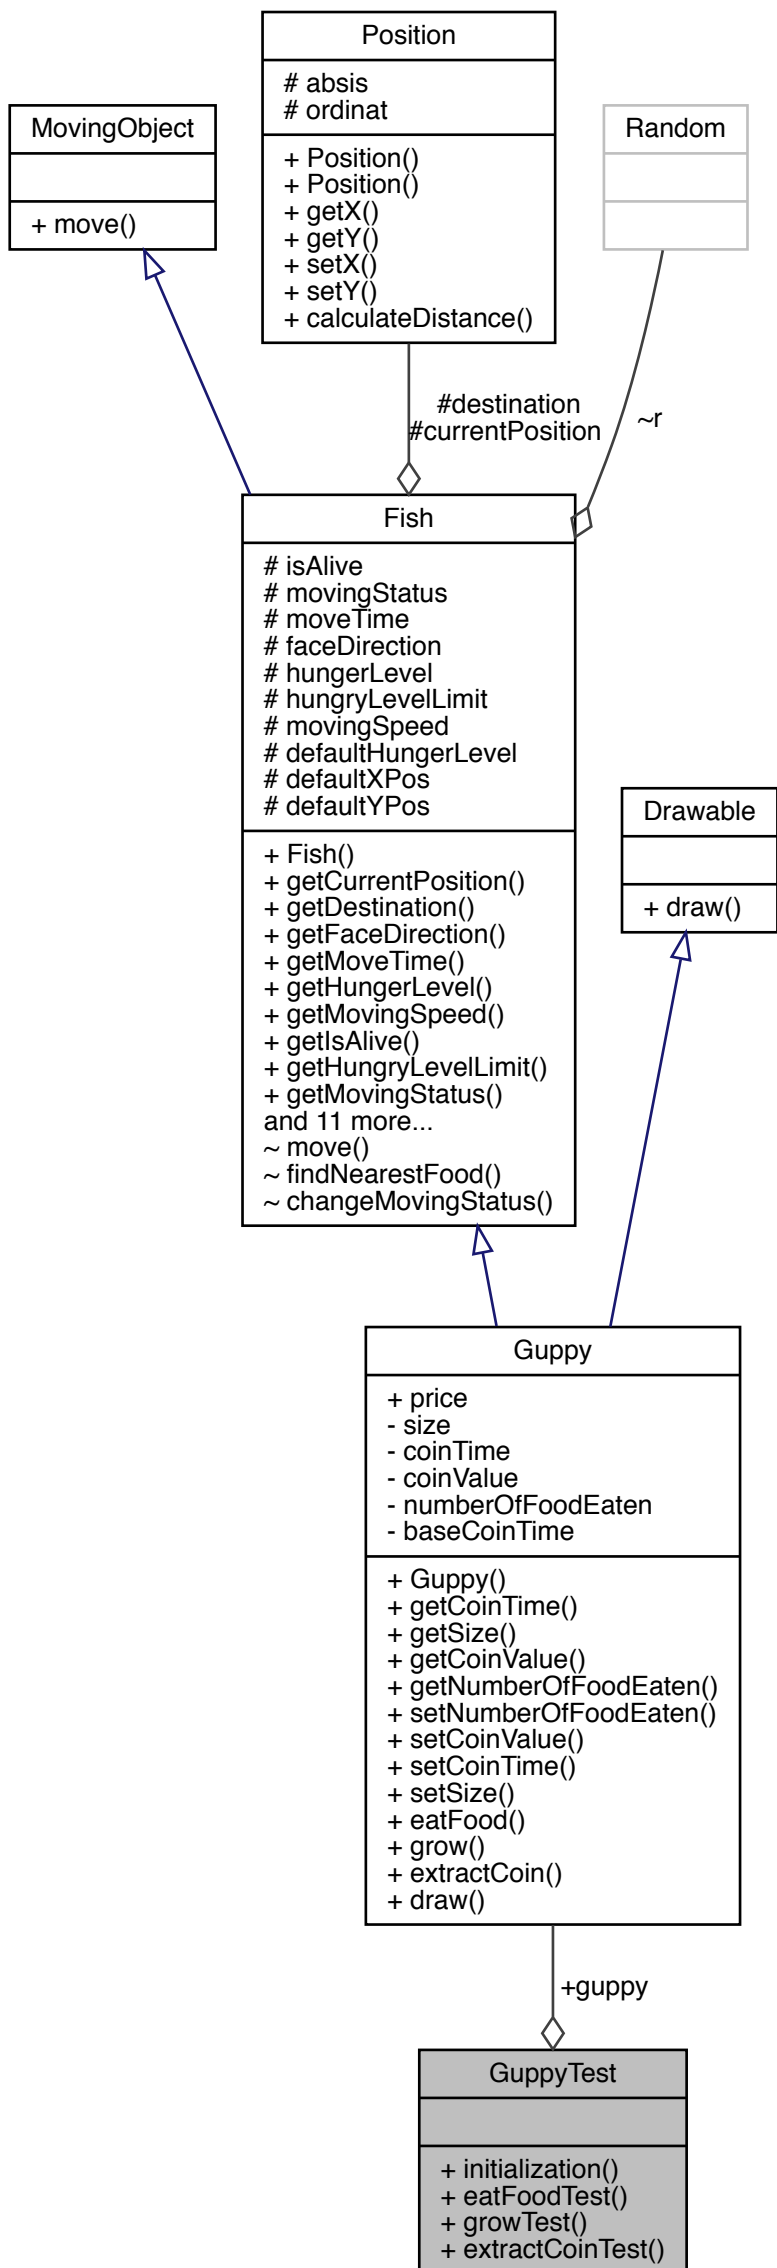 Position
# absis
# ordinat
+ Position()
+ Position()
+ getX()
+ getY()
+ setX()
+ setY()
+ calculateDistance()
MovingObject
+ move()
Random
#destination
#currentPosition
~r
Fish
# isAlive
# movingStatus
# moveTime
# faceDirection
# hungerLevel
# hungryLevelLimit
# movingSpeed
# defaultHungerLevel
# defaultXPos
# defaultYPos
+ Fish()
+ getCurrentPosition()
+ getDestination()
+ getFaceDirection()
+ getMoveTime()
+ getHungerLevel()
+ getMovingSpeed()
+ getIsAlive()
+ getHungryLevelLimit()
+ getMovingStatus()
and 11 more...
~ move()
~ findNearestFood()
~ changeMovingStatus()
Drawable
+ draw()
Guppy
+ price
- size
- coinTime
- coinValue
- numberOfFoodEaten
- baseCoinTime
+ Guppy()
+ getCoinTime()
+ getSize()
+ getCoinValue()
+ getNumberOfFoodEaten()
+ setNumberOfFoodEaten()
+ setCoinValue()
+ setCoinTime()
+ setSize()
+ eatFood()
+ grow()
+ extractCoin()
+ draw()
+guppy
GuppyTest
+ initialization()
+ eatFoodTest()
+ growTest()
+ extractCoinTest()